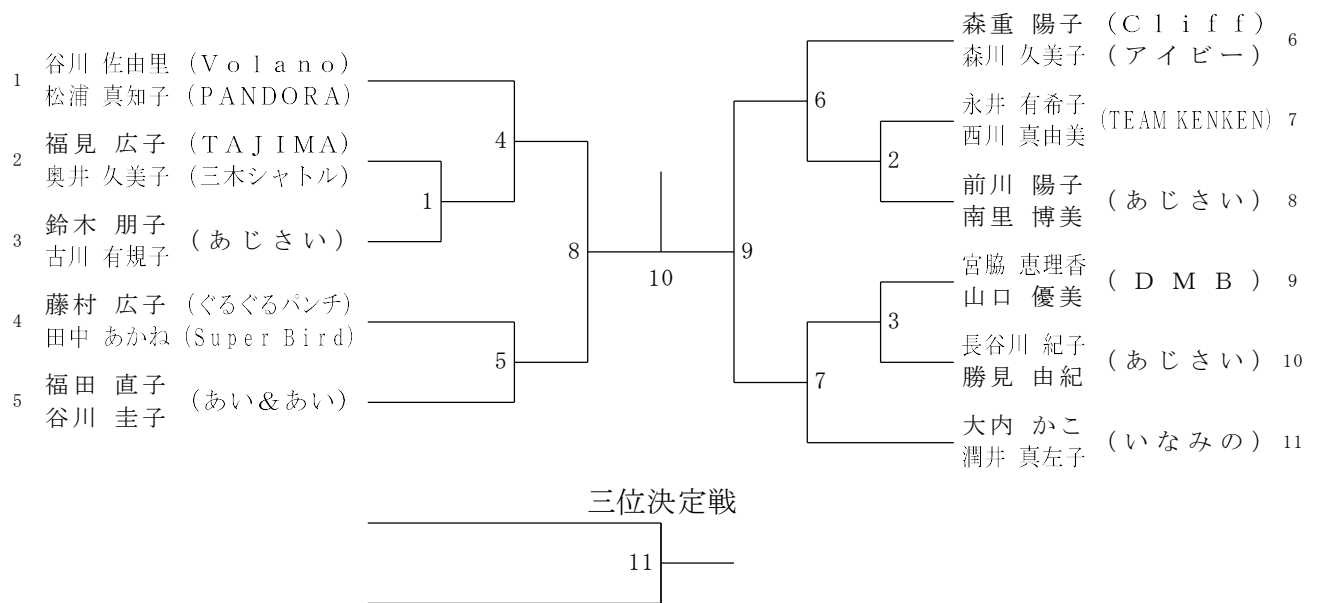 1 谷川 佐由里 (Volano)
松浦 真知子 (PANDORA)
2 福見 広子 (TAJIMA)
奥井 久美子 (三木シャトル)
3 鈴木 朋子 (あじさい)
古川 有規子
4 藤村 広子 (ぐるぐるパンチ)
田中 あかね (Super Bird)
5 福田 直子 (あい&あい)
谷川 圭子
1
4
5
8
10
9
6
2
3
7
森重 陽子 (Cliff) 6
森川 久美子 (アイビー)
永井 有希子 (TEAM KENKEN) 7
西川 真由美
前川 陽子 (あじさい) 8
南里 博美
宮脇 恵理香 (DMB) 9
山口 優美
長谷川 紀子 (あじさい) 10
勝見 由紀
大内 かこ (いなみの) 11
潤井 真左子
三位決定戦
11